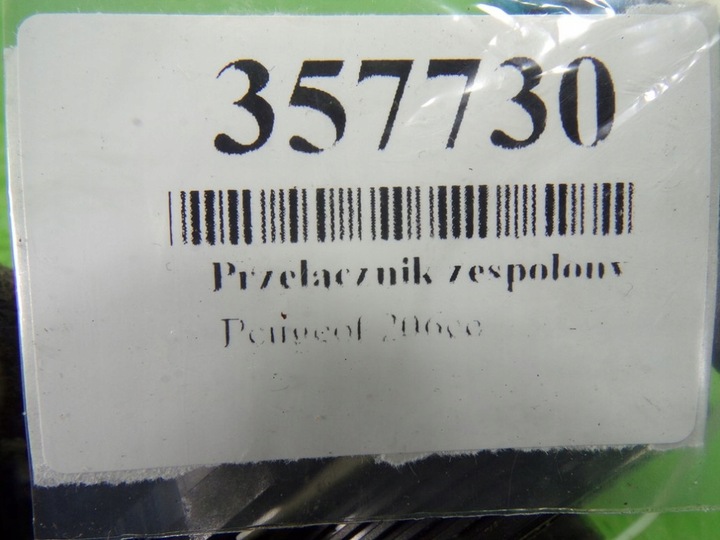 357730
Przelacznik zespolony
Peugeot 206cc